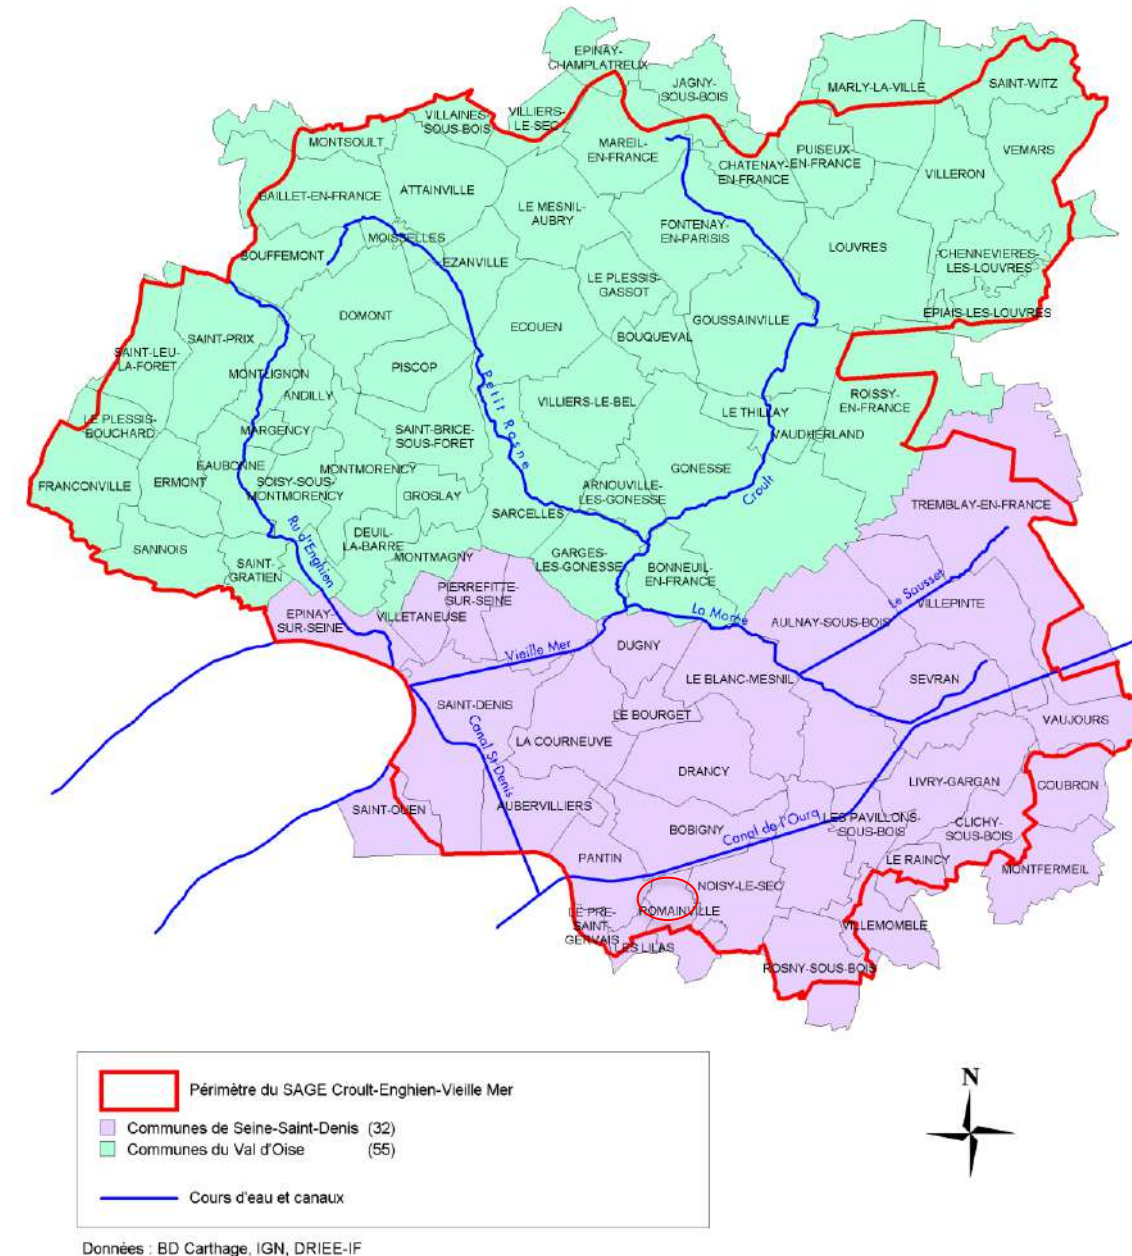 EPINAY-
CHAMPLATREUX
JAGNY
-SOUS-BOIS
MARLY-LA-VILLE
SAINT-WITZ
VILLAINES
-SOUS-BOIS
VILLIERS-
LE-SEC
MONTSOULT
MAREIL-
EN-FRANCE
CHATENAY-
EN-FRANCE
PUISEUX
-EN-FRANCE
VEMARS
VILLERON
BAILLET-EN-FRANCE
ATTAINVILLE
LE MESNIL-
AUBRY
FONTENAY-
EN-PARISIS
LOUVRES
MOISSELLES
BOUFFEMONT
EZANVILLE
CHENNEVIERES-
LES-LOUVRES
LE PLESSIS-
GASSOT
DOMONT
ECOUEN
BOUQUEVAL
GOUSSAINVILLE
EPIAIS-LES-LOUVRES
SAINT-PRIX
SAINT-LEU-
LA-FORET
MONTLIGNON
ANDILLY
PISCOP
Petit Rosne
VILLIERS-LE-BEL
LE THILLAY
ROISSY-
EN-FRANCE
LE PLESSIS-
BOUCHARD
MARGENCY
SAINT-BRICE-
SOUS-FORET
VAUDHERLAND
EAUBONNE
ERMONT
FRANCONVILLE
SOISY-SOUS-
MONTMORENCY
MONTMORENCY
GROSLAY
GONESSE
ARNOUVILLE-
LES-GONESSE
Croult
TREMBLAY-EN-FRANCE
SARCELLES
SANNOIS
Ru d'Enghien
DEUIL-
LA-BARRE
MONTMAGNY
SAINT-
GRATIEN
GARGES-
LES-GONESSE
BONNEUIL-
EN-FRANCE
PIERREFITTE
-SUR-SEINE
Le Sausset
VILLEPINTE
EPINAY-
SUR-SEINE
VILLETANEUSE
La Morée
AULNAY-SOUS-BOIS
DUGNY
Vieille Mer
LE BLANC-MESNIL
SEVRAN
SAINT-DENIS
LE BOURGET
VAUJOURS
LA COURNEUVE
Canal St-Denis
DRANCY
LIVRY-GARGAN
COUBRON
SAINT-OUEN
AUBERVILLIERS
BOBIGNY
Canal de l'Ourq
LES PAVILLONS-
SOUS-BOIS
CLICHY-
SOUS-BOIS
PANTIN
LE RAINCY
MONTFERMEIL
NOISY-LE-SEC
ROMAINVILLE
LE PRE-
SAINT-
GERVAIS
LES LILAS
VILLEMOMBLE
ROSNY-SOUS-BOIS
N
Périmètre du SAGE Croult-Enghien-Vieille Mer
Communes de Seine-Saint-Denis (32)
Communes du Val d'Oise (55)
Cours d'eau et canaux
Données : BD Carthage, IGN, DRIEE-IF